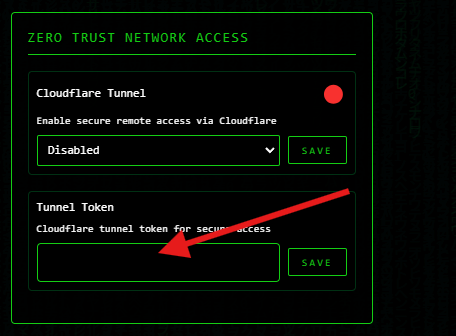 ZERO TRUST NETWORK ACCESS
Cloudflare Tunnel
Enable secure remote access via Cloudflare
Disabled
SAVE
Tunnel Token
Cloudflare tunnel token for secure access
SAVE